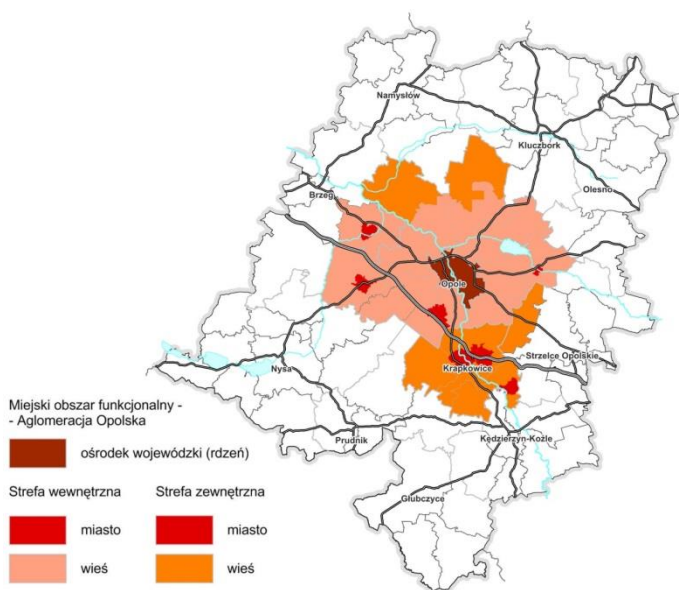 Namysłów
Kluczbork
Olesno
Brzeg
Opole
Strzelce Opolskie
Krapkowice
Nysa
Prudnik
Kędzierzyn-Koźle
Głubczyce
Miejski obszar funkcjonalny -
- Aglomeracja Opolska
ośrodek wojewódzki (rdzeń)
Strefa wewnętrzna Strefa zewnętrzna
miasto miasto
wieś wieś